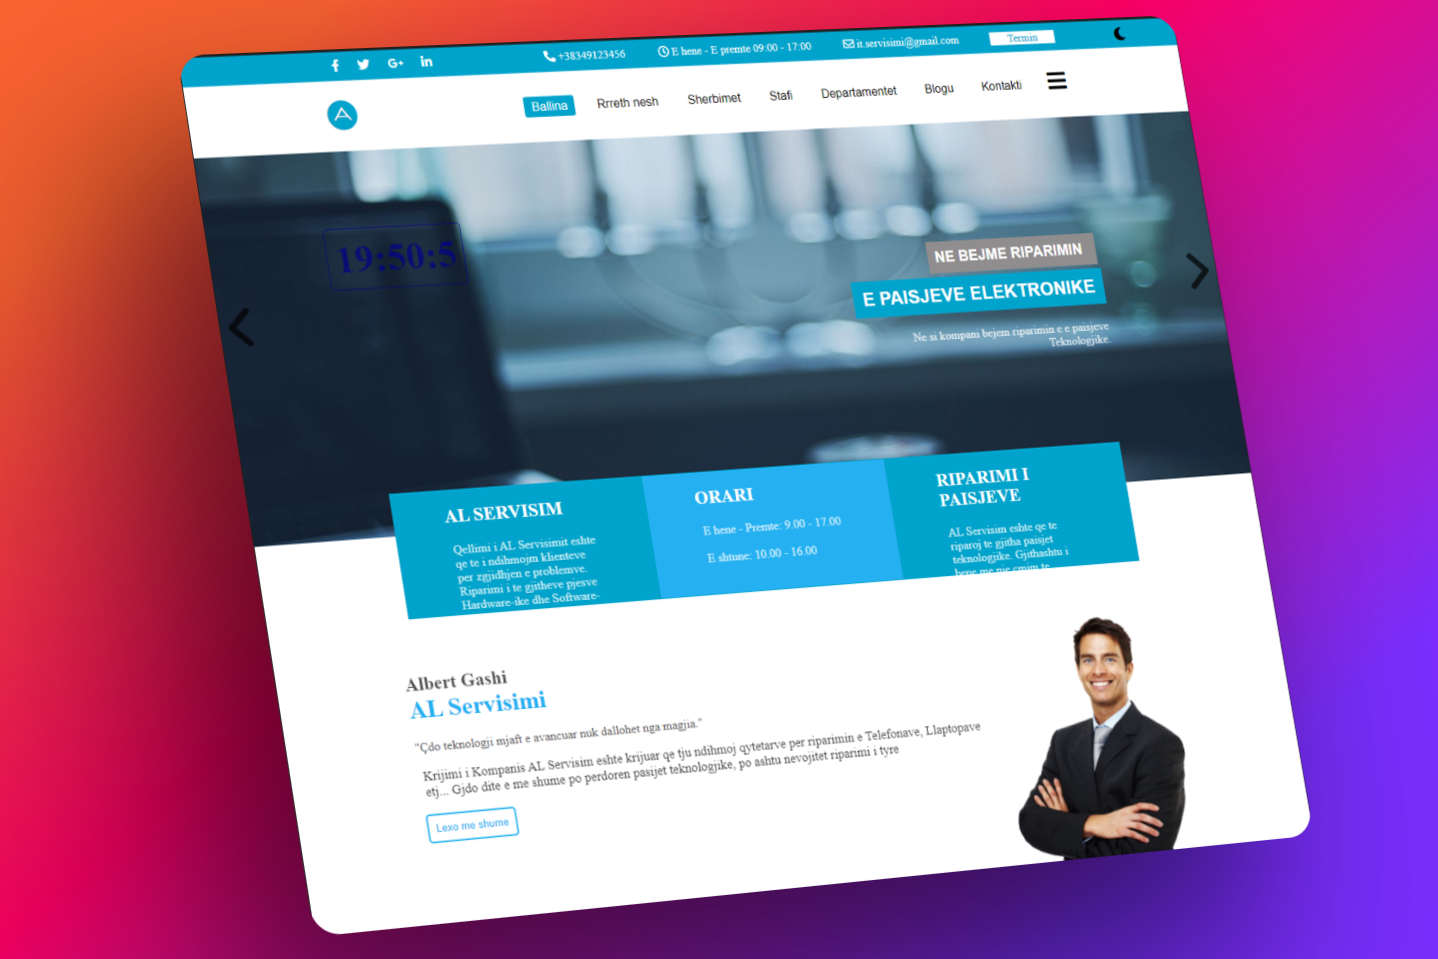 +38349123456
E hene - E premte 09:00 - 17:00
it.servisimi@gmail.com
Termin
Ballina
Rrreth nesh
Sherbimet
Stafi
Departamentet
Blogu
Kontakti
19:50:5
NE BEJME RIPARIMIN
E PAISJEVE ELEKTRONIKE
Ne si kompani bejem riparimin e e paisjeve
Teknologjike.
AL SERVISIM
Qellimi i AL Servisimit eshte
qe te i ndihmojm klienteve
per zgjidhjen e problemve.
Riparimi i te gjitheve pjesve
Hardware-ike dhe Software-
ORARI
E hene - Premte: 9.00 - 17.00
E shtune: 10.00 - 16.00
RIPARIMI I
PAISJEVE
AL Servisim eshte qe te
riparoj te gjitha paisjet
teknologjike. Gjithashtu i
bene me nje cmim te
Albert Gashi
AL Servisimi
"Çdo teknologji mjaft e avancuar nuk dallohet nga magjia."
Krijimi i Kompanis AL Servisim eshte krijuar qe tju ndihmoj qytetarve per riparimin e Telefonave, Llaptopave
etj... Gjdo dite e me shume po perdoren pasijet teknologjike, po ashtu nevojitet riparimi i tyre
Lexo me shume